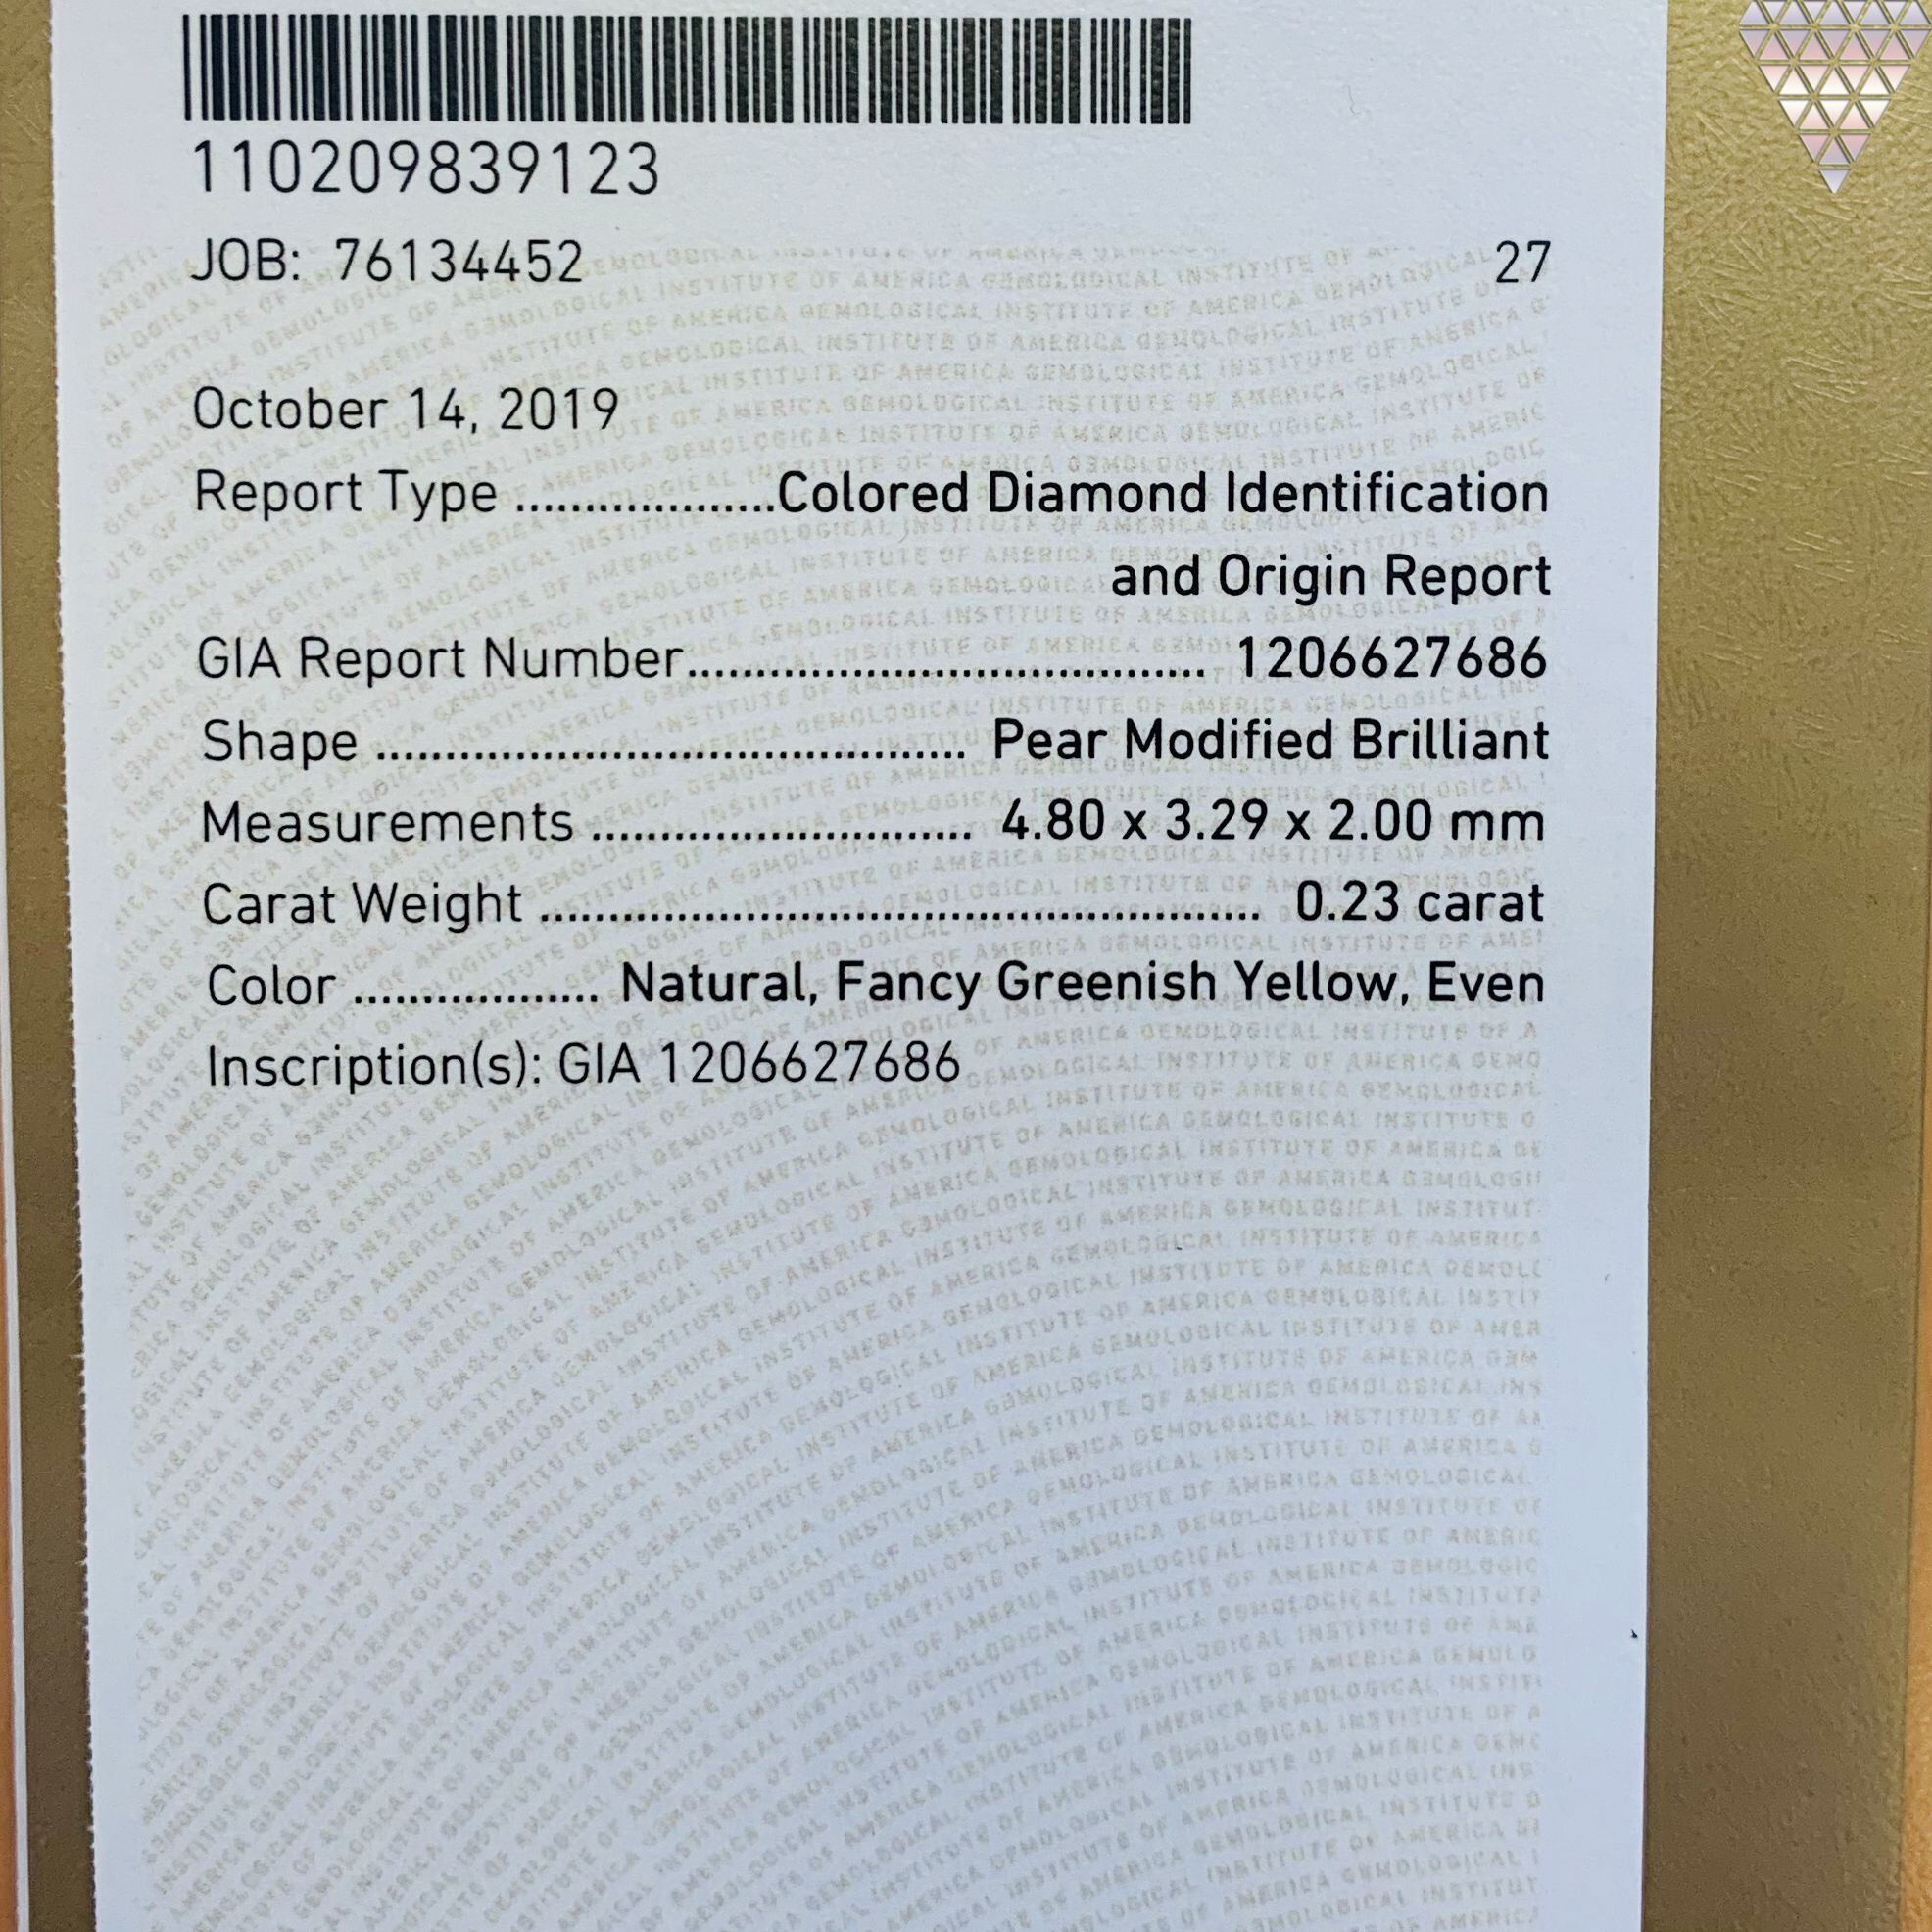 110209839123
JOB: 76134452 27
October 14, 2019
Report Type ...................Colored Diamond Identification
and Origin Report
GIA Report Number...................................... 1206627686
Shape ........................................... Pear Modified Brilliant
Measurements ............................ 4.80 x 3.29 x 2.00 mm
Carat Weight ..................................................... 0.23 carat
Color .................. Natural, Fancy Greenish Yellow, Even
Inscription(s): GIA 1206627686